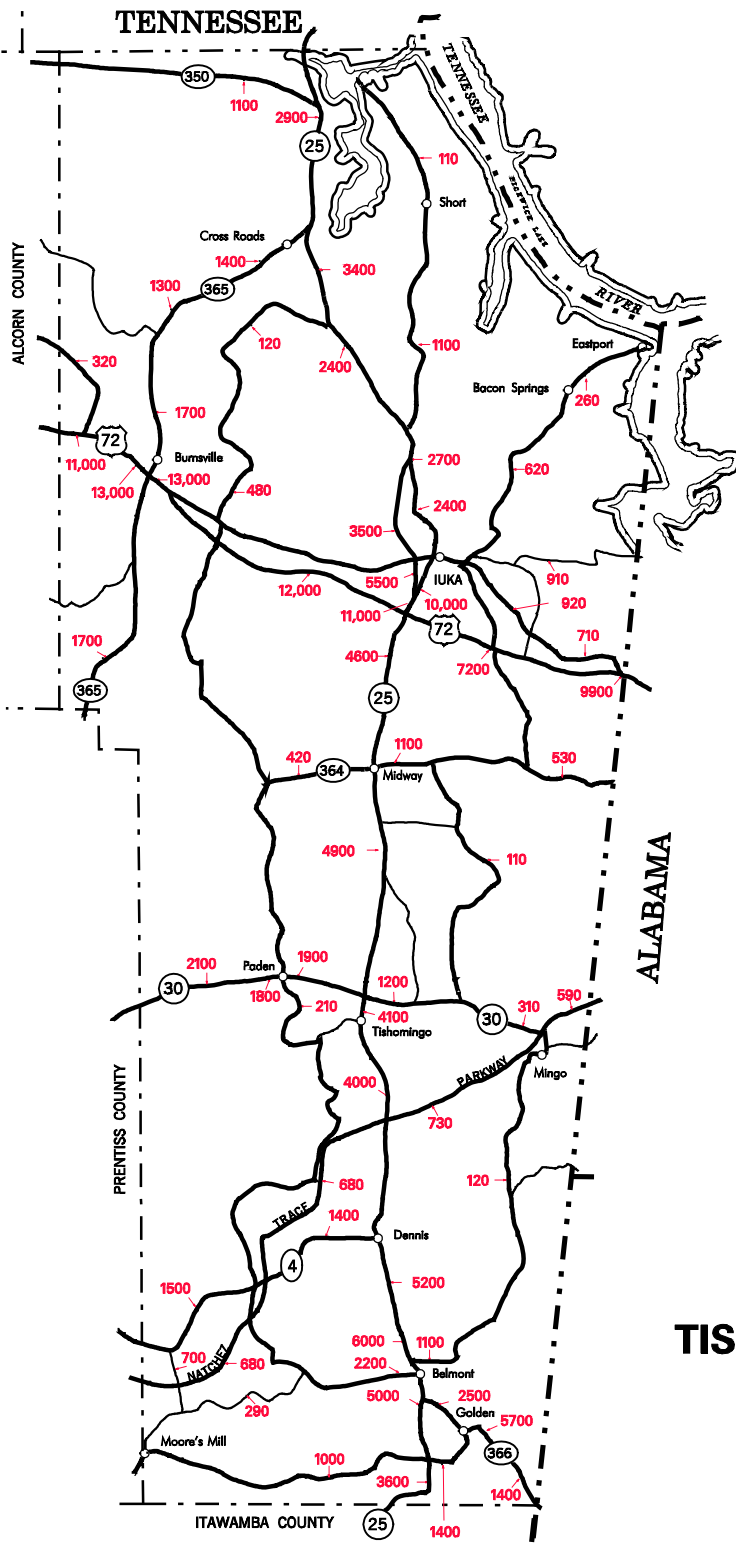 TENNESSEE
350
1100
2900
25
TENNESSEE
110
Short
PICKWICK LAKE
Cross Roads
1400
365
1300
3400
RIVER
ALCORN COUNTY
120
2400
1100
Eastport
320
Bacon Springs
260
1700
72
11,000
Burnsville
13,000
13,000
2700
620
480
2400
3500
IUKA
5500
910
12,000
10,000
11,000
920
72
1700
4600
7200
710
365
25
9900
420
364
1100
Midway
530
4900
110
ALABAMA
Paden
1900
2100
30
1800
210
1200
590
310
30
4100
Tishomingo
PARKWAY
Mingo
4000
730
PRENTISS COUNTY
680
120
TRACE
1400
Dennis
4
1500
5200
TIS
6000
1100
700
NATCHEZ
680
2200
Belmont
290
5000
2500
Golden
5700
Moore's Mill
366
1000
3600
1400
1400
ITAWAMBA COUNTY
25